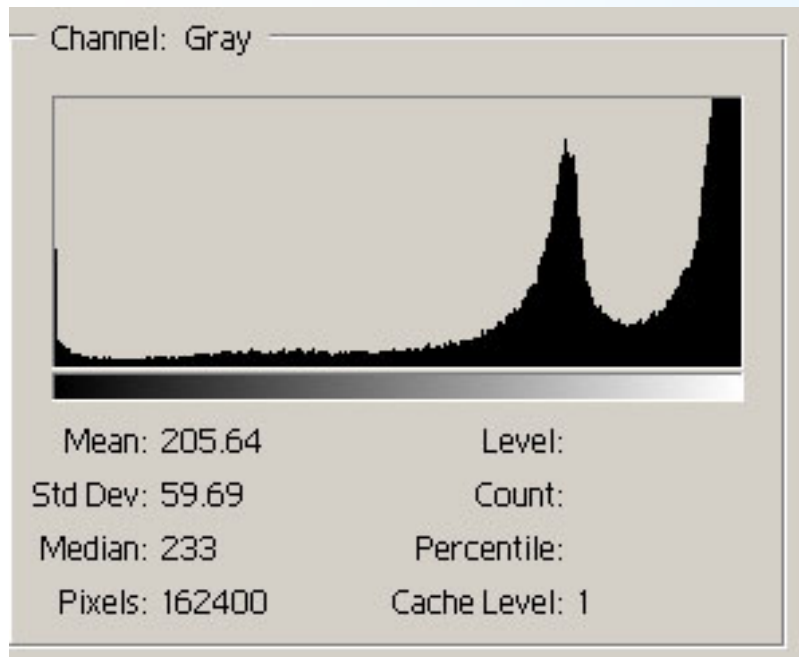 Channel: Gray
Mean: 205.64 Level:
Std Dev: 59.69 Count:
Median: 233 Percentile:
Pixels: 162400 Cache Level: 1